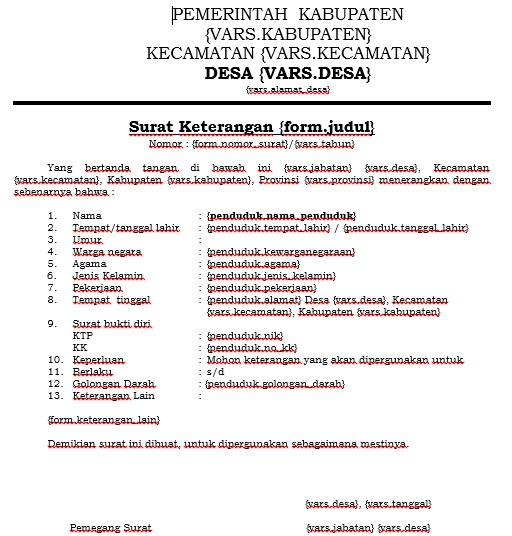 PEMERINTAH KABUPATEN
{VARS.KABUPATEN}
KECAMATAN {VARS.KECAMATAN}
DESA {VARS.DESA}
{vars.alamat_desa}
Surat Keterangan {form.judul}
Nomor : {form.nomor_surat}/{vars.tahun}
Yang bertanda tangan di bawah ini {vars.jabatan} {vars.desa}, Kecamatan
{vars.kecamatan}, Kabupaten {vars.kabupaten}, Provinsi {vars.provinsi} menerangkan dengan
sebenarnya bahwa :
1. Nama : {penduduk.nama_penduduk}
2. Tempat/tanggal lahir : {penduduk.tempat_lahir} / {penduduk.tanggal_lahir}
3. Umur :
4. Warga negara : {penduduk.kewarganegaraan}
5. Agama : {penduduk.agama}
6. Jenis Kelamin : {penduduk.jenis_kelamin}
7. Pekerjaan : {penduduk.pekerjaan}
8. Tempat tinggal : {penduduk.alamat} Desa {vars.desa}, Kecamatan
{vars.kecamatan}, Kabupaten {vars.kabupaten}
9. Surat bukti diri
KTP : {penduduk.nik}
KK : {penduduk.no_kk}
10. Keperluan : Mohon keterangan yang akan dipergunakan untuk
11. Berlaku : s/d
12. Golongan Darah : {penduduk.golongan_darah}
13. Keterangan Lain :
{form.keterangan_lain}
Demikian surat ini dibuat, untuk dipergunakan sebagaimana mestinya.
{vars.desa}, {vars.tanggal}
Pemegang Surat {vars.jabatan} {vars.desa}